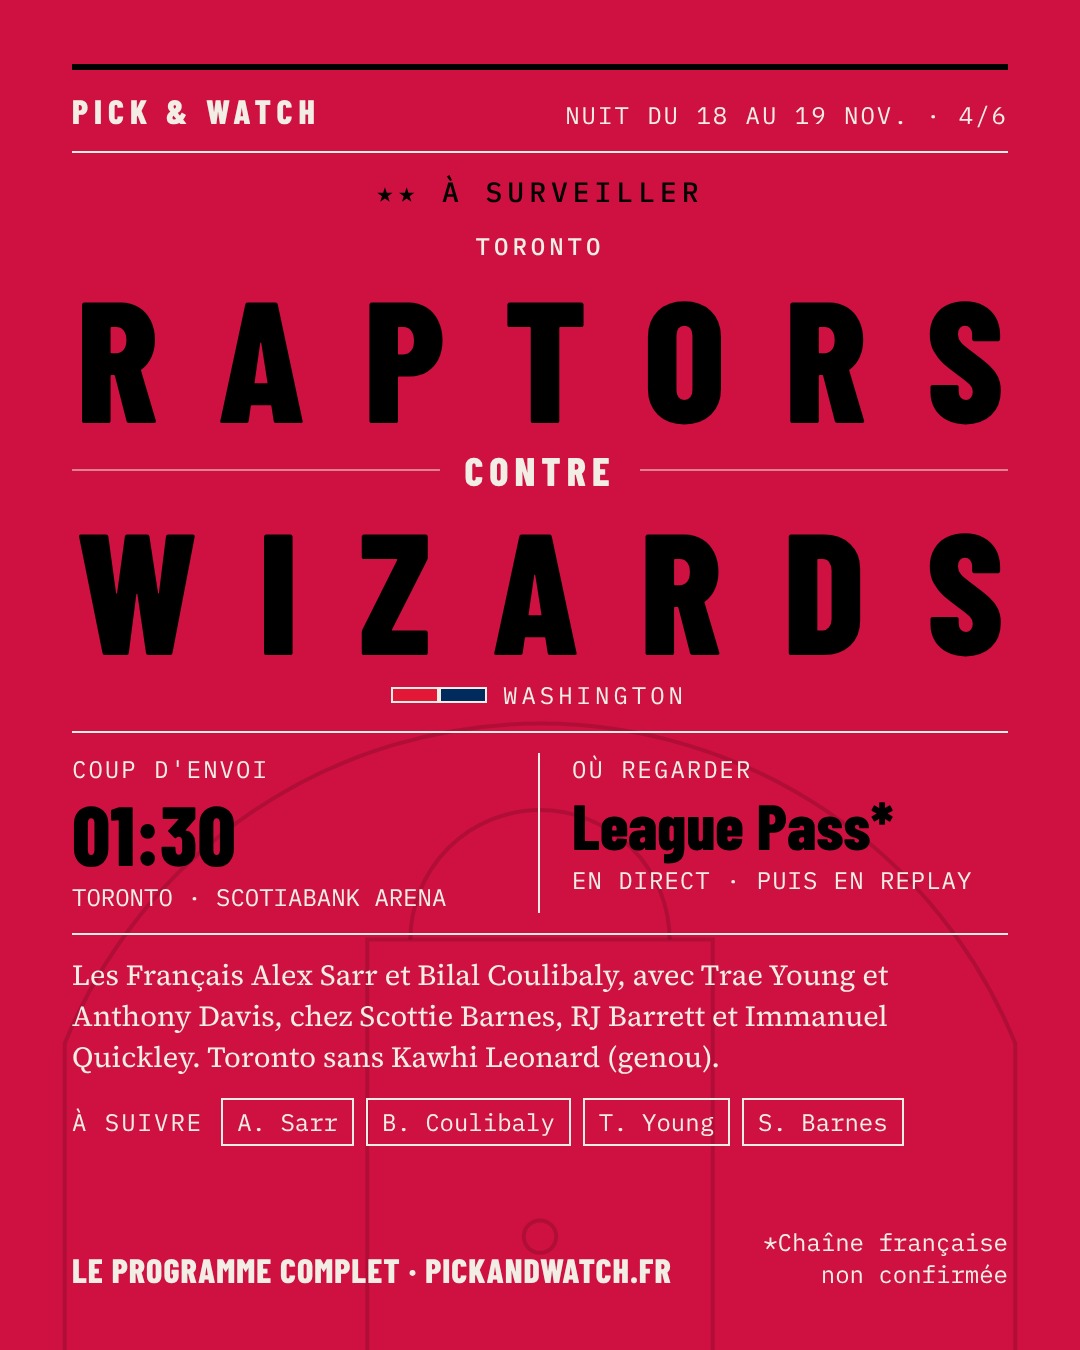 PICK & WATCH
NUIT DU 18 AU 19 NOV. · 4/6
★★ À SURVEILLER
TORONTO
RAPTORS
CONTRE
WIZARDS
WASHINGTON
COUP D'ENVOI
01:30
TORONTO · SCOTIABANK ARENA
OÙ REGARDER
League Pass*
EN DIRECT · PUIS EN REPLAY
Les Français Alex Sarr et Bilal Coulibaly, avec Trae Young et
Anthony Davis, chez Scottie Barnes, RJ Barrett et Immanuel
Quickley. Toronto sans Kawhi Leonard (genou).
À SUIVRE A. Sarr B. Coulibaly T. Young S. Barnes
LE PROGRAMME COMPLET · PICKANDWATCH.FR
*Chaîne française
non confirmée